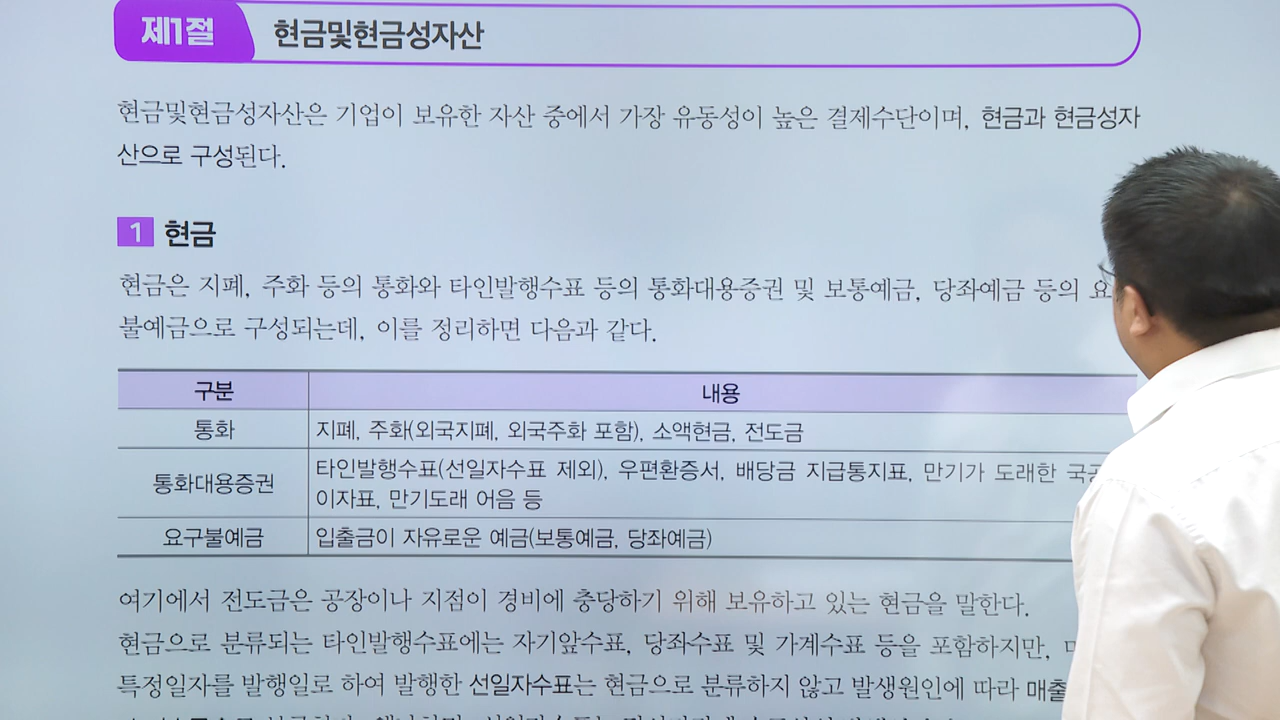 제1절 현금및현금성자산
현금및현금성자산은 기업이 보유한 자산 중에서 가장 유동성이 높은 결제수단이며, 현금과 현금성자
산으로 구성된다.
1 현금
현금은 지폐, 주화 등의 통화와 타인발행수표 등의 통화대용증권 및 보통예금, 당좌예금 등의 요
불예금으로 구성되는데, 이를 정리하면 다음과 같다.
구분 내용
통화 지폐, 주화(외국지폐, 외국주화 포함), 소액현금, 전도금
통화대용증권 타인발행수표(선일자수표 제외), 우편환증서, 배당금 지급통지표, 만기가 도래한
이자표, 만기도래 어음 등
요구불예금 입출금이 자유로운 예금(보통예금, 당좌예금)
여기에서 전도금은 공장이나 지점이 경비에 충당하기 위해 보유하고 있는 현금을 말한다.
현금으로 분류되는 타인발행수표에는 자기앞수표, 당좌수표 및 가계수표 등을 포함하지만,
특정일자를 발행일로 하여 발행한 선일자수표는 현금으로 분류하지 않고 발생원인에 따라 매출